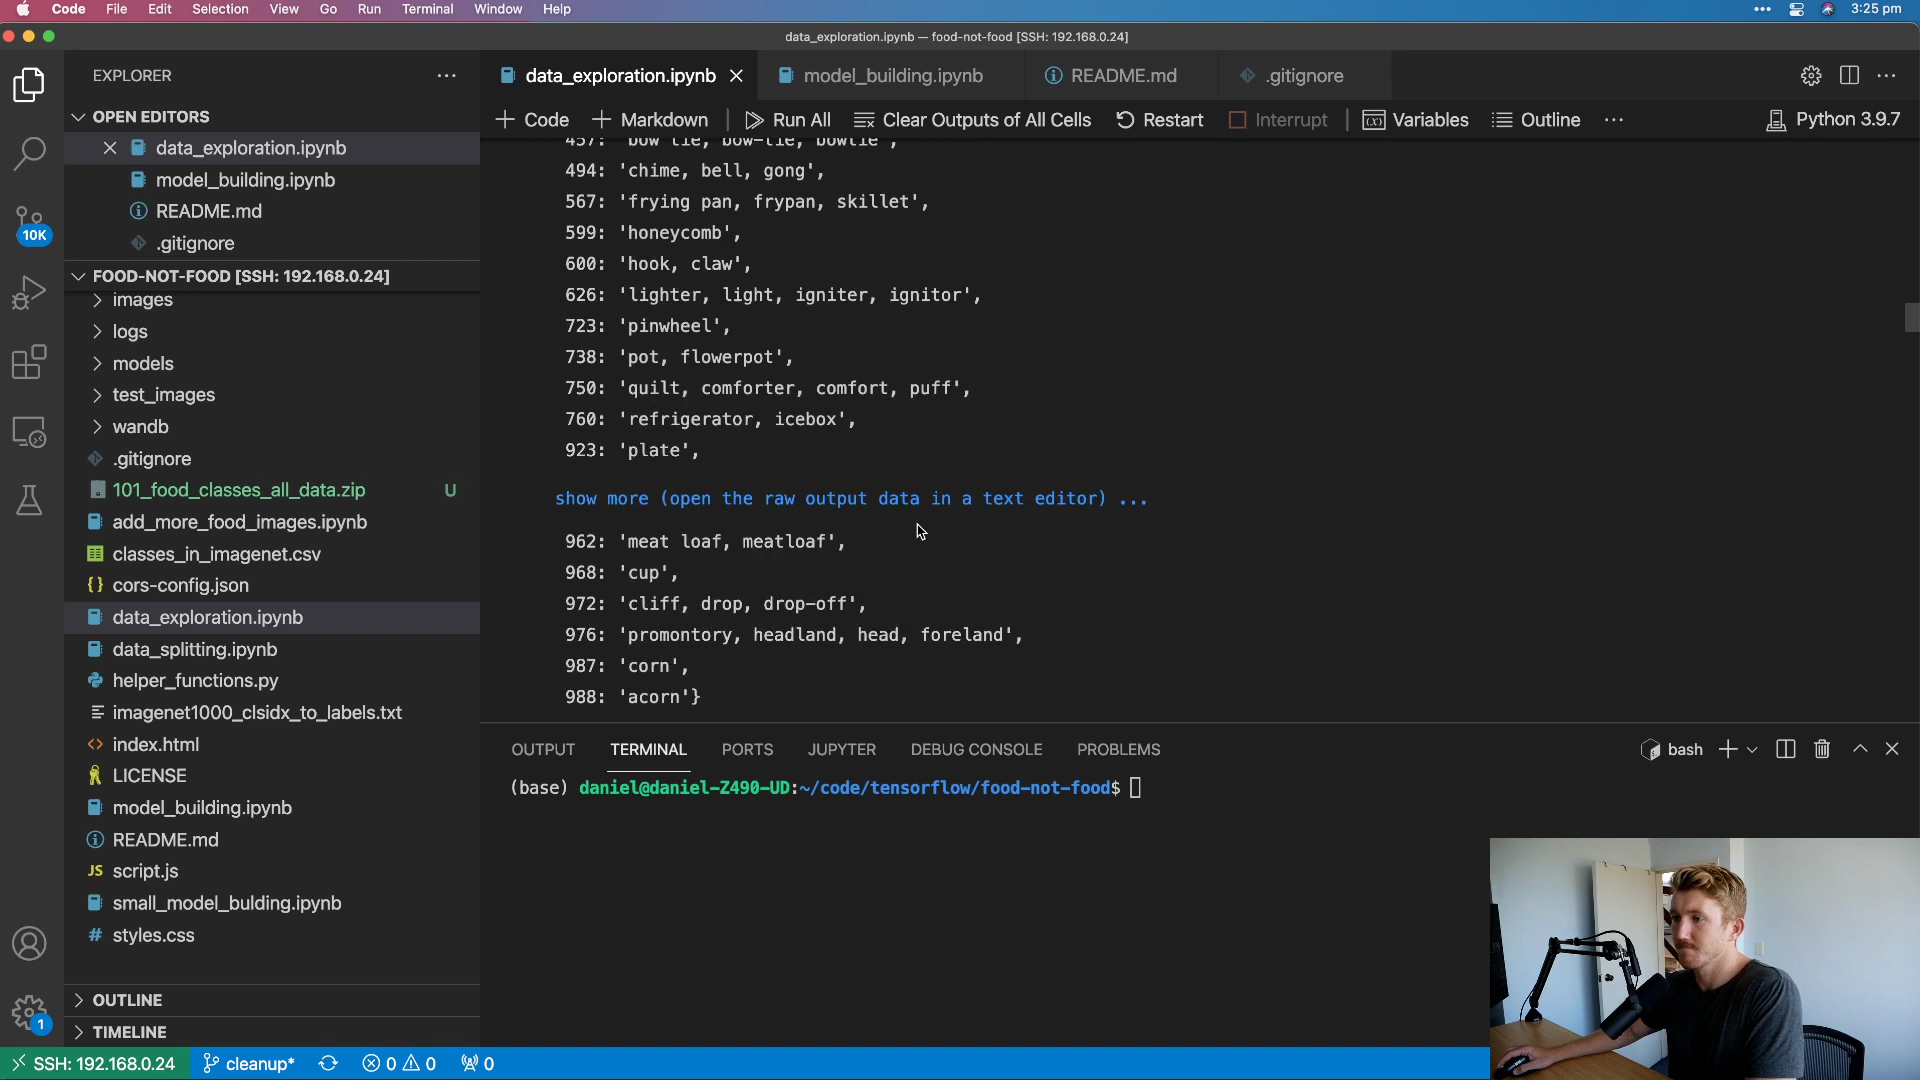 Code File Edit Selection View Go Run Terminal Window Help
3:25 pm
data_exploration.ipynb — food-not-food [SSH: 192.168.0.24]
EXPLORER
data_exploration.ipynb
model_building.ipynb
README.md
.gitignore
OPEN EDITORS
data_exploration.ipynb
model_building.ipynb
README.md
.gitignore
10K
FOOD-NOT-FOOD [SSH: 192.168.0.24]
images
logs
models
test_images
wandb
.gitignore
101_food_classes_all_data.zip U
add_more_food_images.ipynb
classes_in_imagenet.csv
cors-config.json
data_exploration.ipynb
data_splitting.ipynb
helper_functions.py
imagenet1000_clsidx_to_labels.txt
index.html
LICENSE
model_building.ipynb
README.md
JS script.js
small_model_bulding.ipynb
styles.css
OUTLINE
1
TIMELINE
Code Markdown Run All Clear Outputs of All Cells Restart Interrupt Variables Outline Python 3.9.7
457: 'bow tie, bow-tie, bowtie',
494: 'chime, bell, gong',
567: 'frying pan, frypan, skillet',
599: 'honeycomb',
600: 'hook, claw',
626: 'lighter, light, igniter, ignitor',
723: 'pinwheel',
738: 'pot, flowerpot',
750: 'quilt, comforter, comfort, puff',
760: 'refrigerator, icebox',
923: 'plate',
show more (open the raw output data in a text editor) ...
962: 'meat loaf, meatloaf',
968: 'cup',
972: 'cliff, drop, drop-off',
976: 'promontory, headland, head, foreland',
987: 'corn',
988: 'acorn'}
OUTPUT TERMINAL PORTS JUPYTER DEBUG CONSOLE PROBLEMS
bash
(base) daniel@daniel-Z490-UD:~/code/tensorflow/food-not-food$
SSH: 192.168.0.24 cleanup* 0 0 0